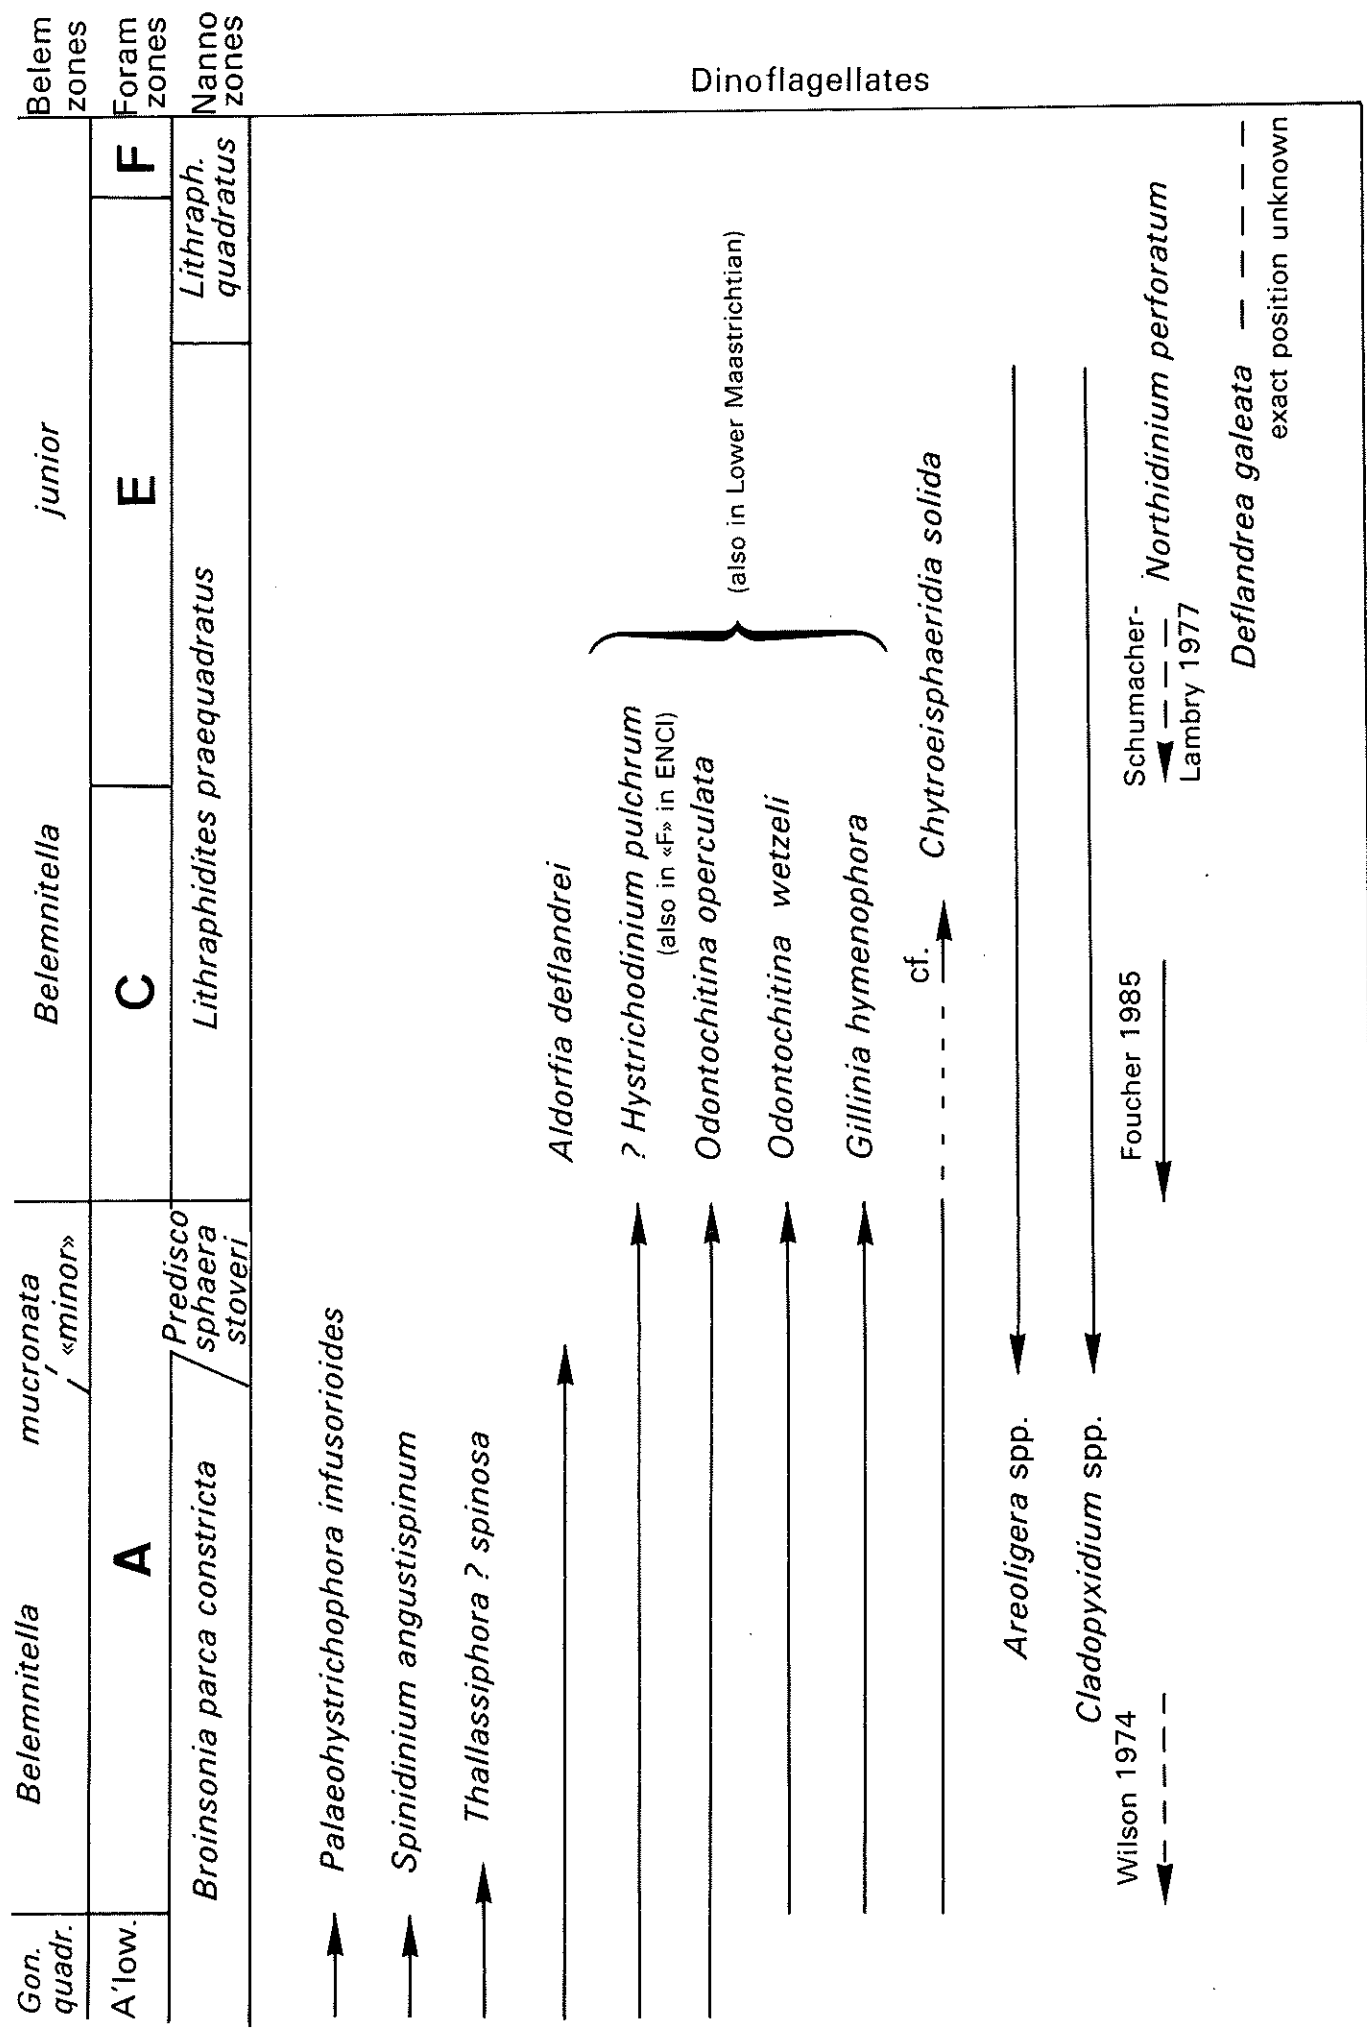 Belem
zones
Foram
zones
Nanno
zones
Dinoflagellates
Gon.
quadr.
Belemnitella mucronata
/ «minor»
Belemnitella junior
A'low.
A
C
E
F
Broinsonia parca constricta
Predisco
sphaera
stoveri
Lithraphidites praequadratus
Lithraph.
quadratus
Palaeohystrichophora infusorioides
Spinidinium angustispinum
Thallassiphora ? spinosa
Aldorfia deflandrei
? Hystrichodinium pulchrum
(also in «F» in ENCI)
Odontochitina operculata
Odontochitina wetzeli
Gillinia hymenophora
(also in Lower Maastrichtian)
cf.
Chytroeisphaeridia solida
Areoligera spp.
Cladopyxidium spp.
Wilson 1974
Foucher 1985
Schumacher-
Lambry 1977
Northidinium perforatum
Deflandrea galeata
exact position unknown